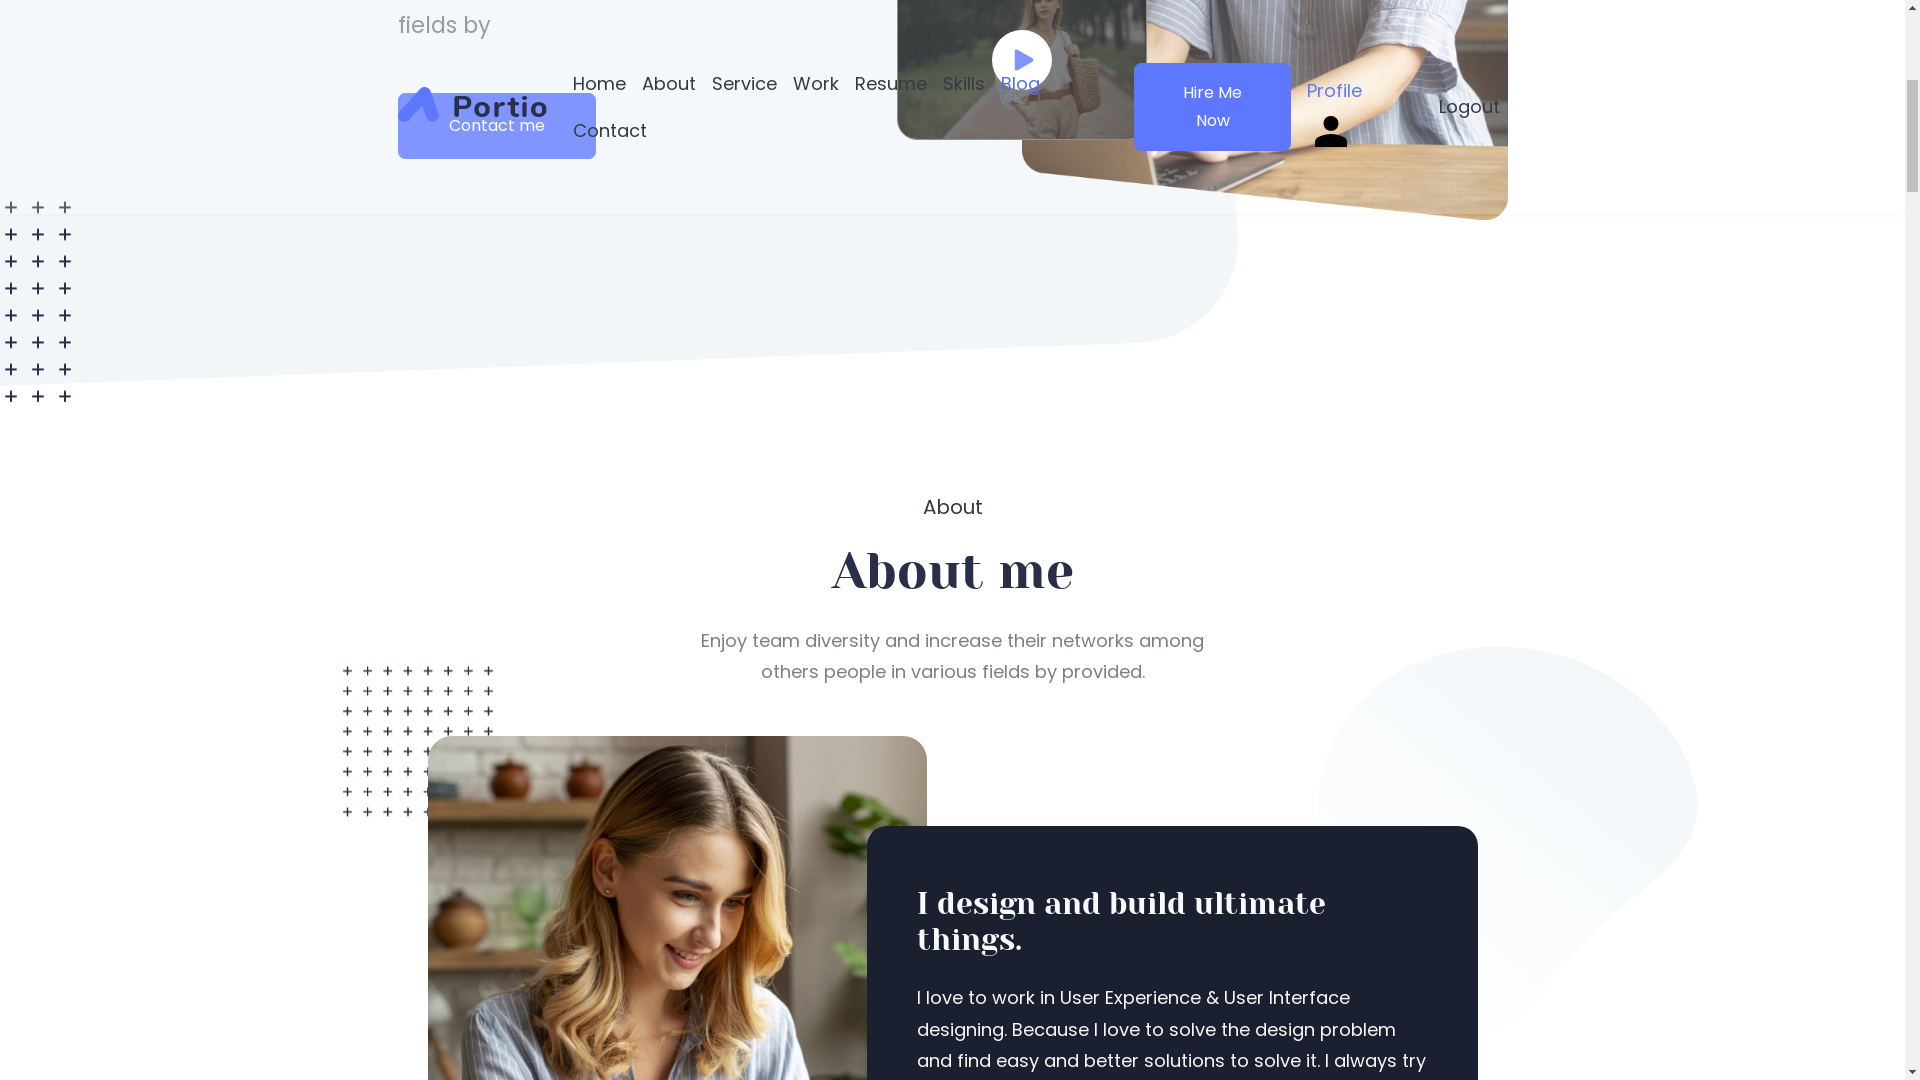 fields by
Portio
Contact me
Home About Service Work Resume Skills Blog
Contact
Hire Me
Now
Profile
Logout
About
About me
Enjoy team diversity and increase their networks among
others people in various fields by provided.
I design and build ultimate
things.
I love to work in User Experience & User Interface
designing. Because I love to solve the design problem
and find easy and better solutions to solve it. I always try